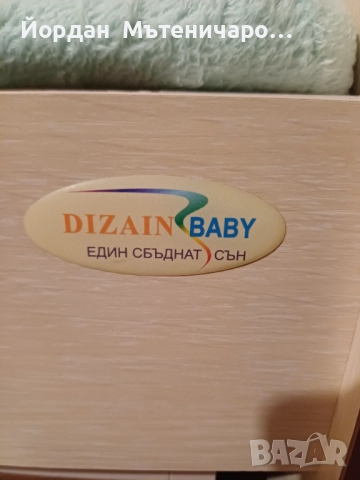 Йордан Мътеничаро...
DIZAIN BABY
ЕДИН СБЪДНАТ СЪН
BAZAR